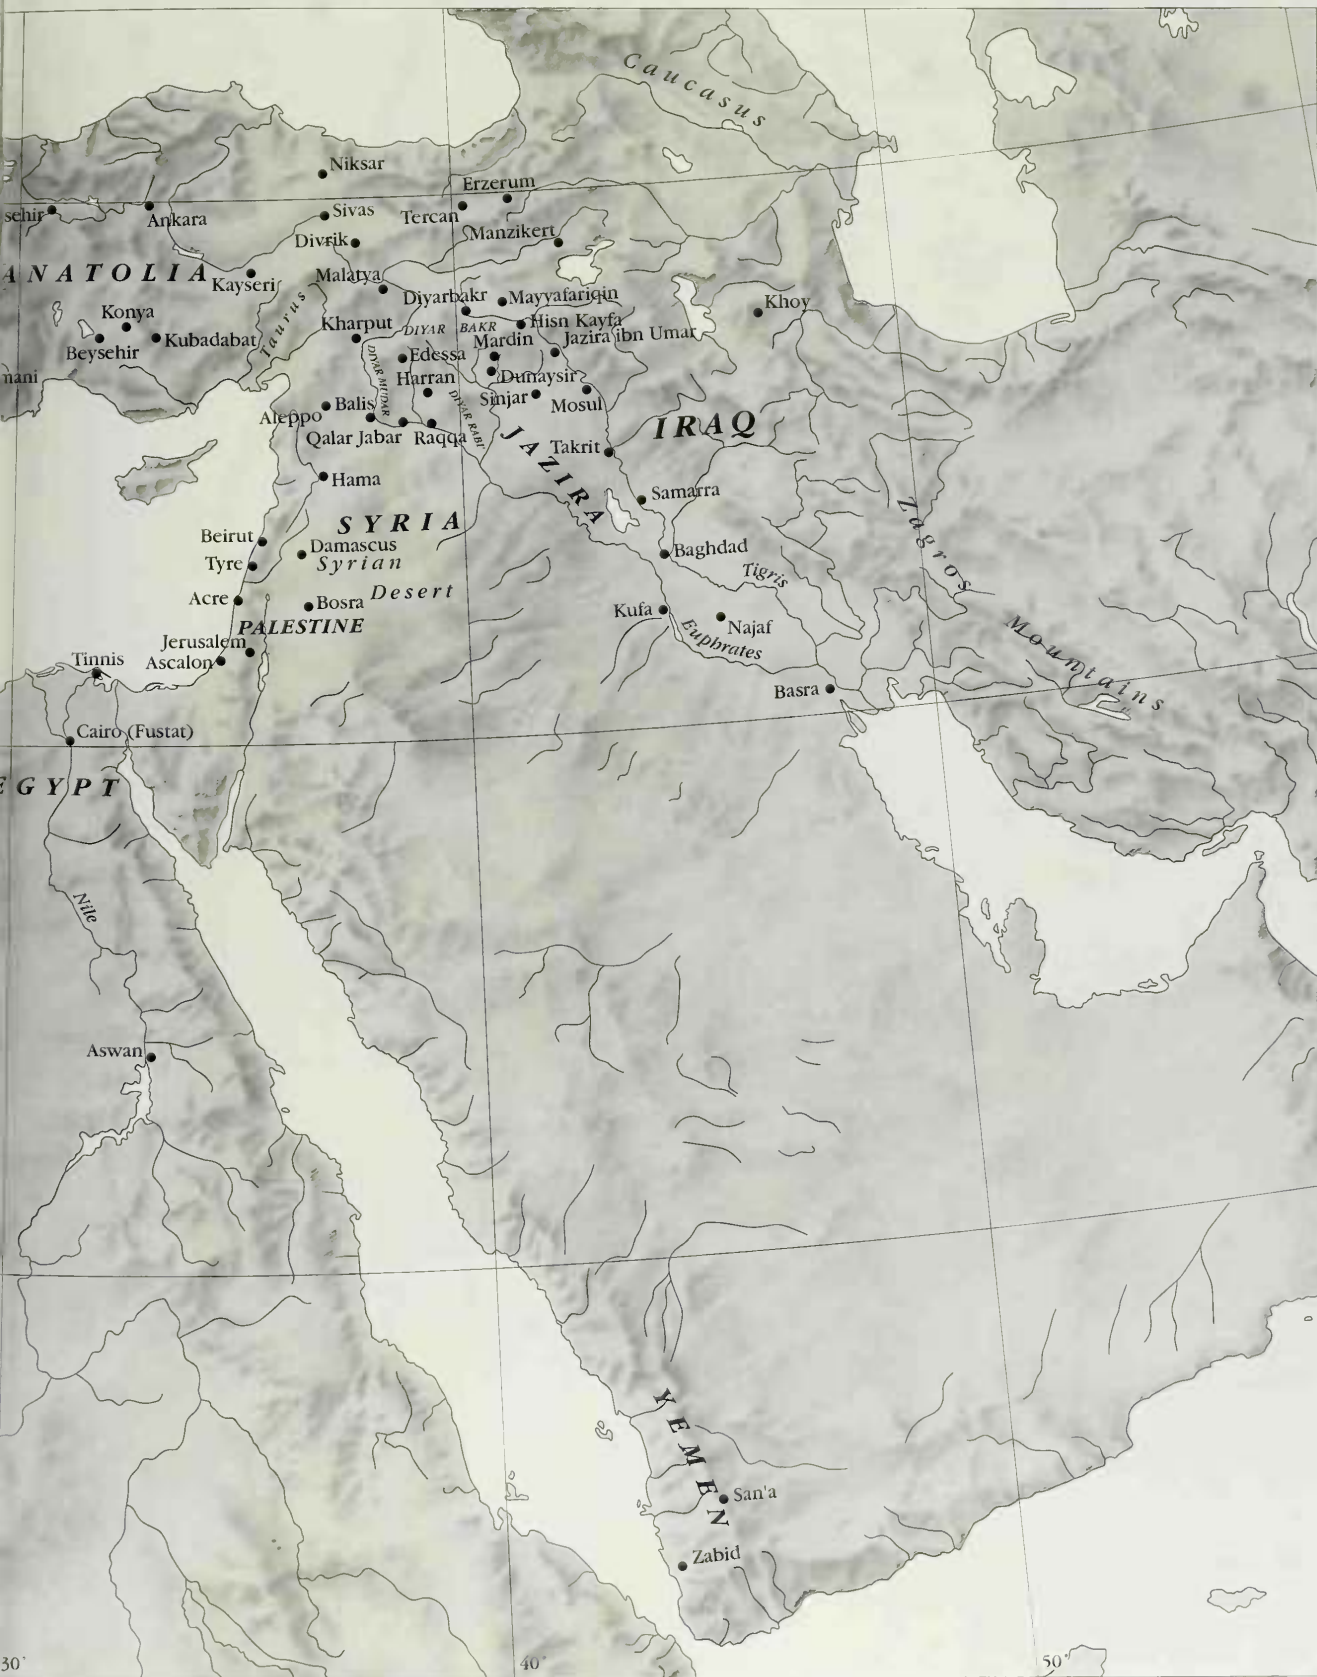 Caucasus
Niksar
Erzerum
sehir
Ankara
Sivas
Tercan
Divrik
Manzikert
ANATOLIA
Kayseri
Malatya
Diyarbakr
Mayyafariqin
Khoy
Konya
Taurus
Kharput
DIYAR BAKR
Hisn Kayfa
Beysehir
Kubadabat
Mardin
Jazira ibn Umar
Edessa
DIYAR MUDAR
mani
Harran
Dunaysir
DIYAR RABI'
Sinjar
Mosul
Aleppo
Balis
Qalar Jabar
Raqqa
JAZIRA
IRAQ
Takrit
Hama
Samarra
SYRIA
Zagros
Mountains
Beirut
Damascus
Baghdad
Tyre
Syrian
Desert
Tigris
Acre
Bosra
Kufa
Najaf
PALESTINE
Euphrates
Jerusalem
Tinnis
Ascalon
Basra
Cairo (Fustat)
EGYPT
Nile
Aswan
YEMEN
San'a
Zabid
30°
40°
50°